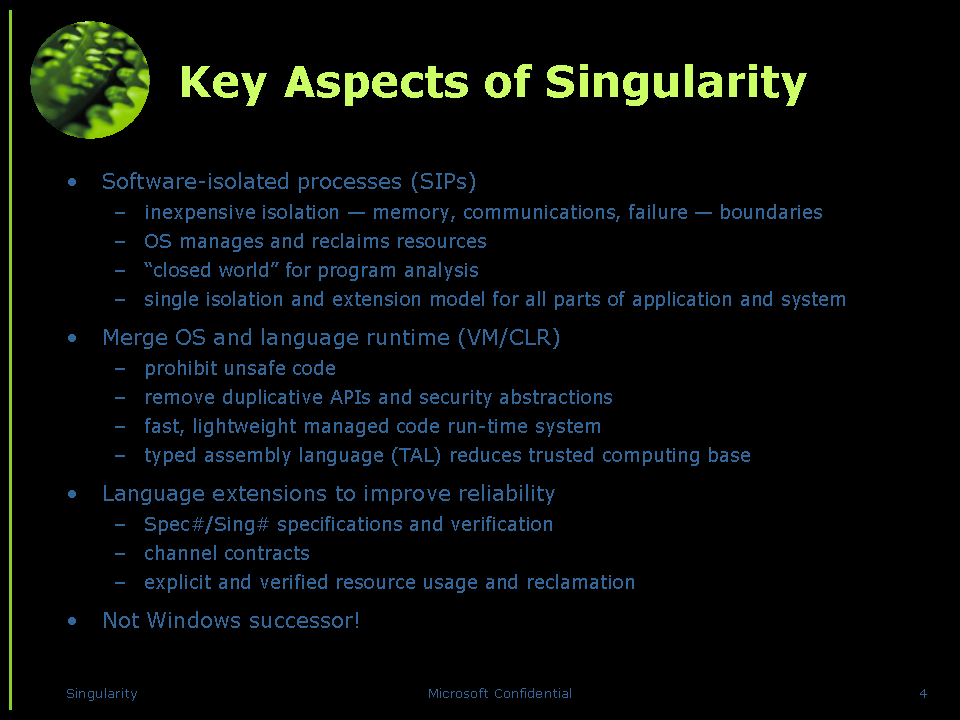 Key Aspects of Singularity
• Software-isolated processes (SIPs)
– inexpensive isolation — memory, communications, failure — boundaries
– OS manages and reclaims resources
– “closed world” for program analysis
– single isolation and extension model for all parts of application and system
• Merge OS and language runtime (VM/CLR)
– prohibit unsafe code
– remove duplicative APIs and security abstractions
– fast, lightweight managed code run-time system
– typed assembly language (TAL) reduces trusted computing base
• Language extensions to improve reliability
– Spec#/Sing# specifications and verification
– channel contracts
– explicit and verified resource usage and reclamation
• Not Windows successor!
Singularity Microsoft Confidential 4